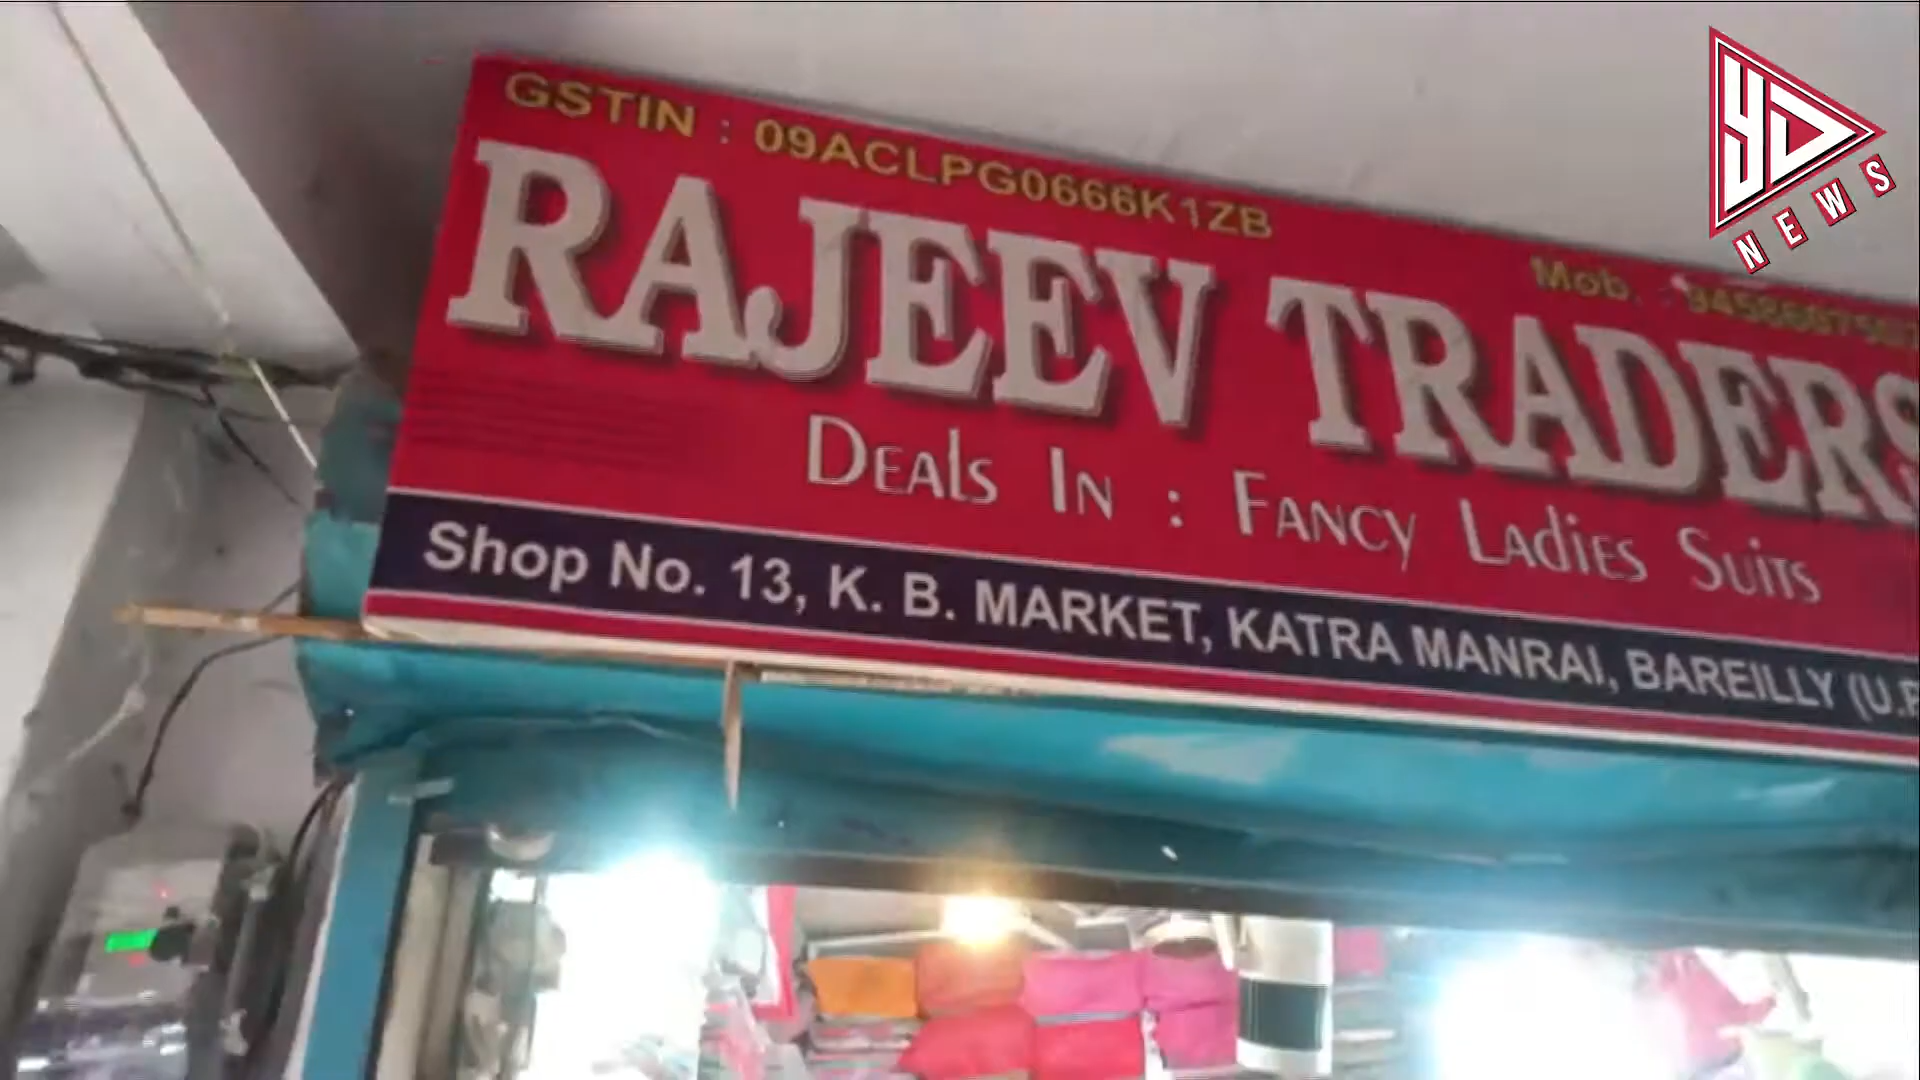 GSTIN : 09ACLPG0666K1ZB
Mob. :
RAJEEV TRADERS
DEALS IN : FANCY LADIES SUITS
Shop No. 13, K. B. MARKET, KATRA MANRAI, BAREILLY (U.P
YD
NEWS